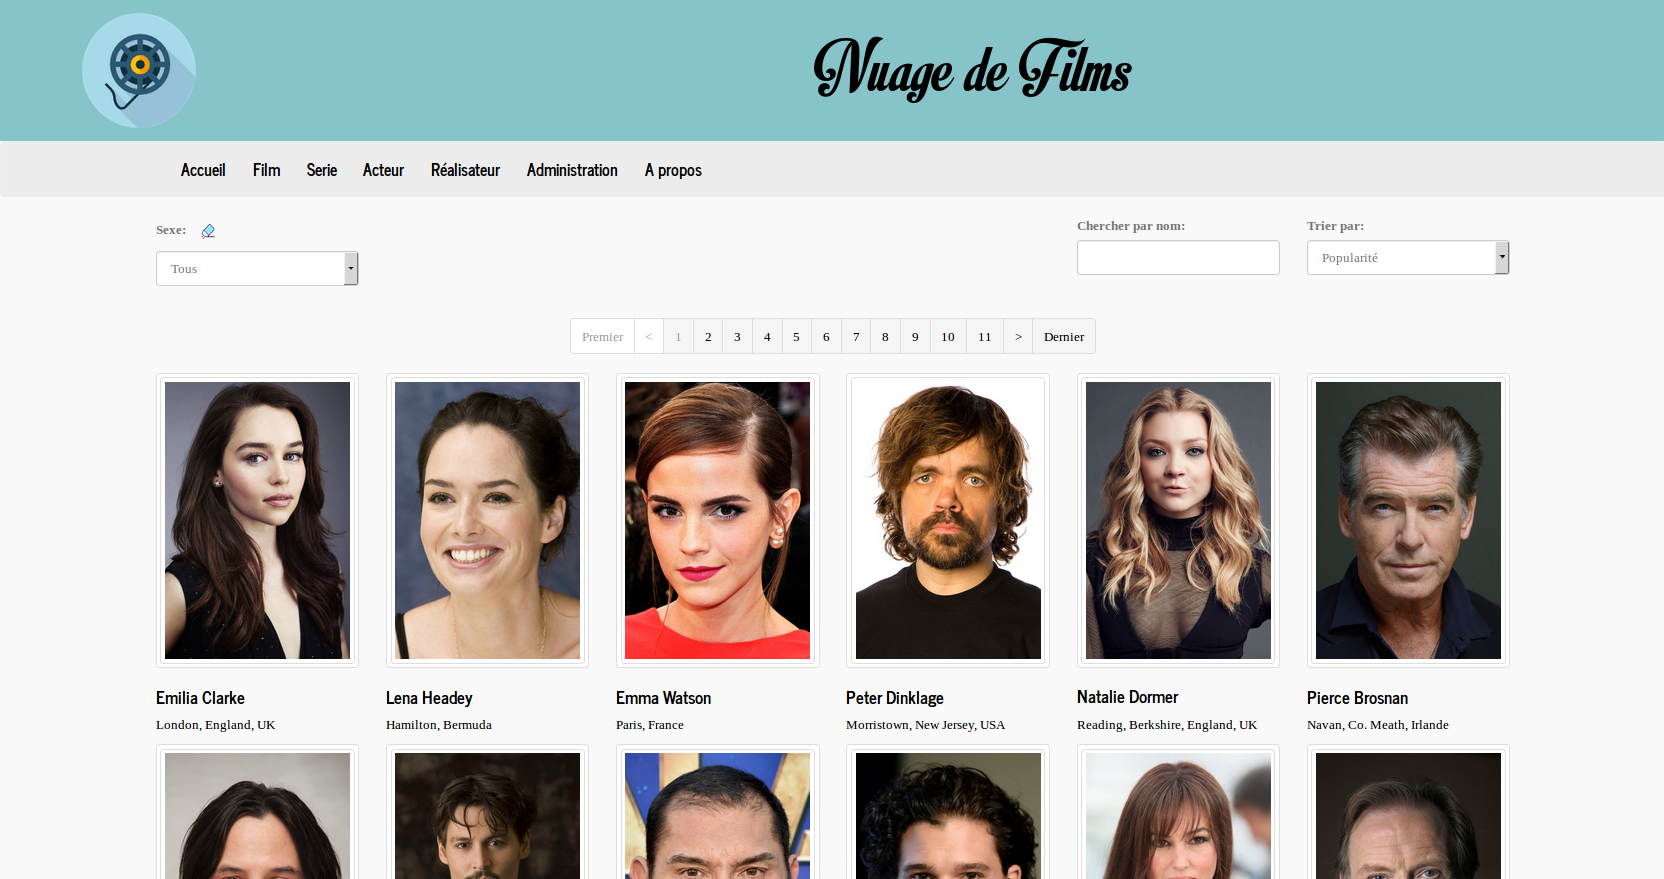 Nuage de Films
Accueil Film Serie Acteur Réalisateur Administration A propos
Sexe:
Tous
Chercher par nom:
Trier par:
Popularité
Premier < 1 2 3 4 5 6 7 8 9 10 11 > Dernier
Emilia Clarke
London, England, UK
Lena Headey
Hamilton, Bermuda
Emma Watson
Paris, France
Peter Dinklage
Morristown, New Jersey, USA
Natalie Dormer
Reading, Berkshire, England, UK
Pierce Brosnan
Navan, Co. Meath, Irlande